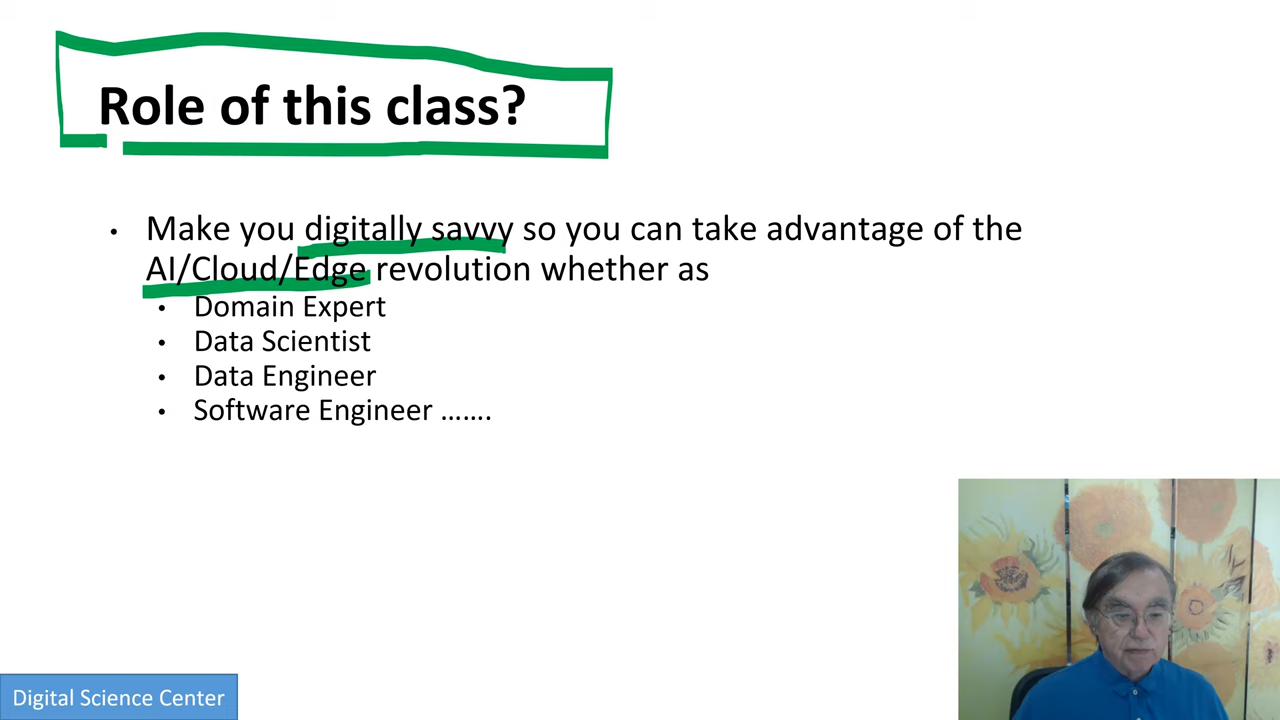 Role of this class?
• Make you digitally savvy so you can take advantage of the
AI/Cloud/Edge revolution whether as
• Domain Expert
• Data Scientist
• Data Engineer
• Software Engineer …….
Digital Science Center